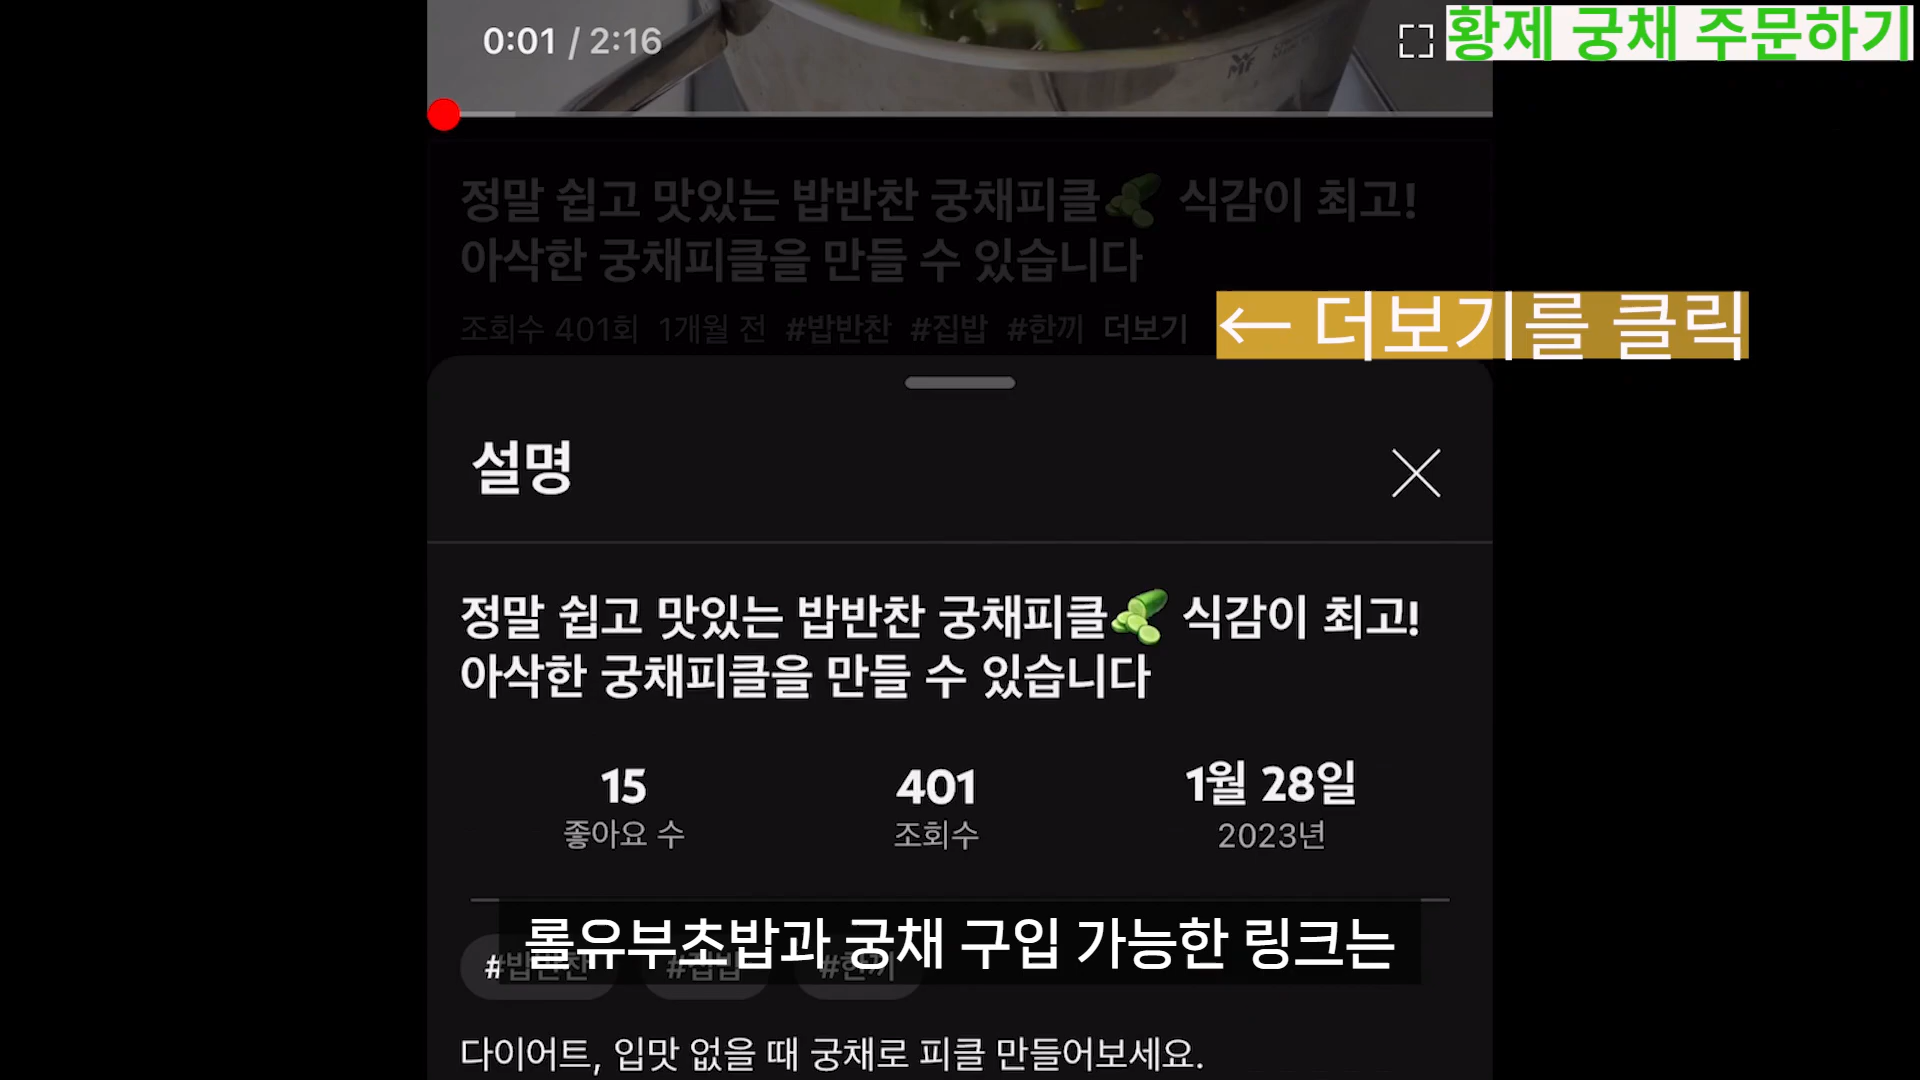 0:01 / 2:16
황제 궁채 주문하기
WMF
정말 쉽고 맛있는 밥반찬 궁채피클🥒 식감이 최고!
아삭한 궁채피클을 만들 수 있습니다
조회수 401회 1개월 전 #밥반찬 #집밥 #한끼 더보기
← 더보기를 클릭
설명
정말 쉽고 맛있는 밥반찬 궁채피클🥒 식감이 최고!
아삭한 궁채피클을 만들 수 있습니다
15 401 1월 28일
좋아요 수 조회수 2023년
롤유부초밥과 궁채 구입 가능한 링크는
#밥반찬 #집밥 #한끼
다이어트, 입맛 없을 때 궁채로 피클 만들어보세요.